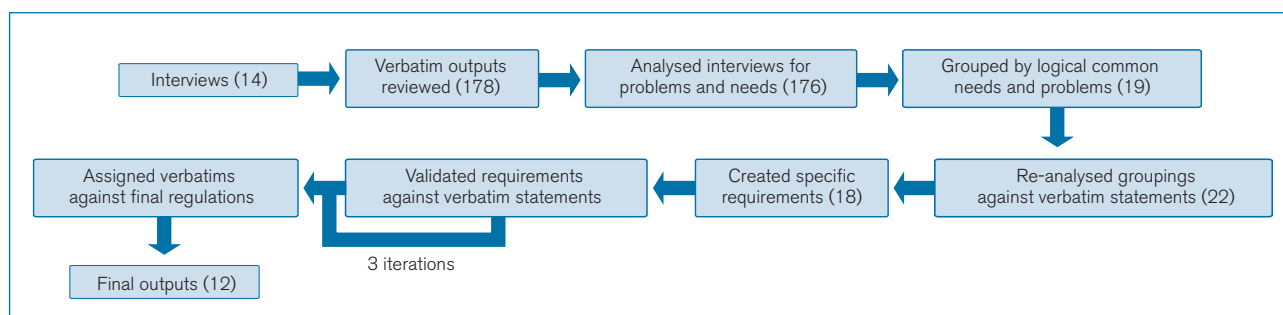 Interviews (14)
Verbatim outputs
reviewed (178)
Analysed interviews for
problems and needs (176)
Grouped by logical common
needs and problems (19)
Re-analysed groupings
against verbatim statements (22)
Created specific
requirements (18)
Validated requirements
against verbatim statements
3 iterations
Assigned verbatims
against final regulations
Final outputs (12)